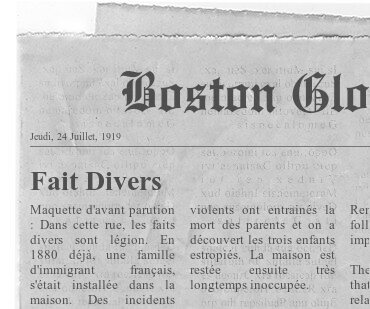 Boston Glo
Jeudi, 24 Juillet, 1919
Fait Divers
Maquette d'avant parution
: Dans cette rue, les faits
divers sont légion. En
1880 déjà, une famille
d'immigrant français,
s'était installée dans la
maison. Des incidents
violents ont entrainés la
mort des parents et on a
découvert les trois enfants
estropiés. La maison est
restée ensuite très
longtemps inoccupée.
Ren
foll
imp
The
that
rela